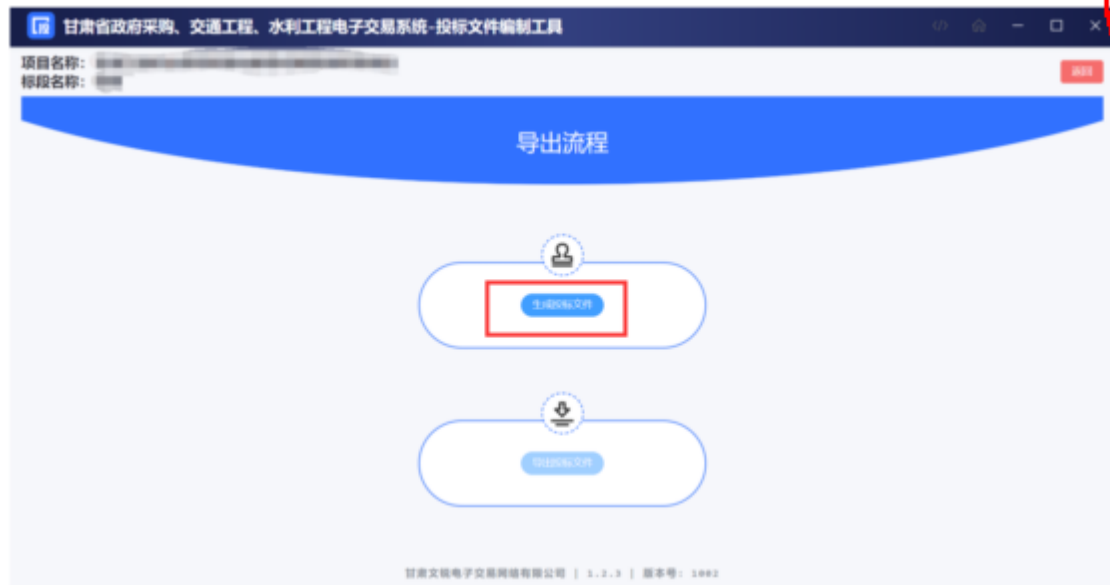 甘肃省政府采购、交通工程、水利工程电子交易系统-投标文件编制工具
项目名称：
标段名称：
返回
导出流程
生成投标文件
导出投标文件
甘肃文锐电子交易网络有限公司 | 1.2.3 | 版本号: 1002